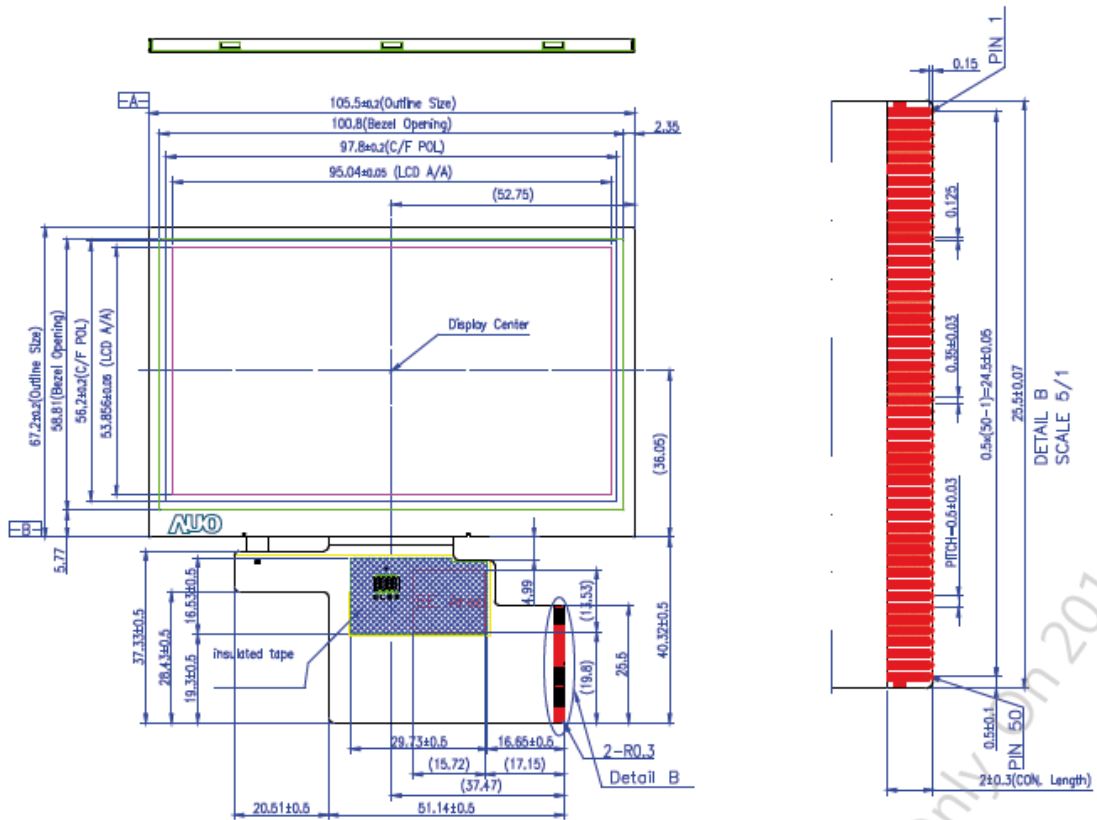 -A-
105.5±0.2(Outline Size)
100.8(Bezel Opening)
2.35
97.8±0.2(C/F POL)
95.04±0.05 (LCD A/A)
(52.75)
67.2±0.2(Outline Size)
58.81(Bezel Opening)
56.2±0.2(C/F POL)
53.856±0.05 (LCD A/A)
Display Center
(36.05)
-B-
AUO
5.77
37.33±0.5
28.43±0.5
16.53±0.5
19.3±0.5
insulated tape
4.99
(13.53)
(19.8)
25.5
40.32±0.5
29.73±0.5
16.65±0.5
2-R0.3
(15.72)
(17.15)
Detail B
(37.47)
20.51±0.5
51.14±0.5
PIN 1
0.15
0.125
0.35±0.03
0.5x(50-1)=24.5±0.05
25.5±0.07
DETAIL B
SCALE 5/1
PITCH=0.5±0.03
0.5±0.1
PIN 50
2±0.3(CON. Length)
only On 201